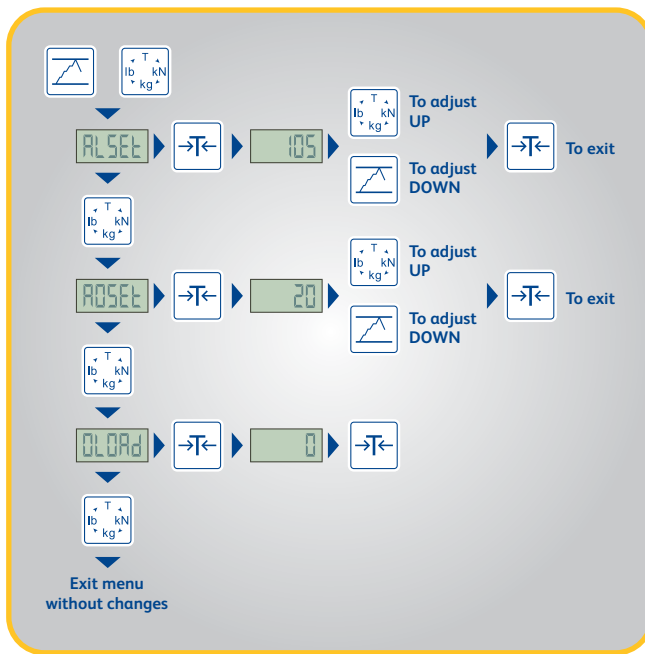 T
lb kN
kg
ALSEt
→T←
105
T
lb kN
kg
To adjust
UP
To adjust
DOWN
→T←
To exit
T
lb kN
kg
AOSEt
→T←
20
T
lb kN
kg
To adjust
UP
To adjust
DOWN
→T←
To exit
T
lb kN
kg
OLOAd
→T←
0
→T←
T
lb kN
kg
Exit menu
without changes